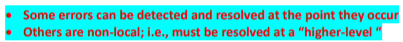 • Some errors can be detected and resolved at the point they occur
• Others are non-local; i.e., must be resolved at a “higher-level “